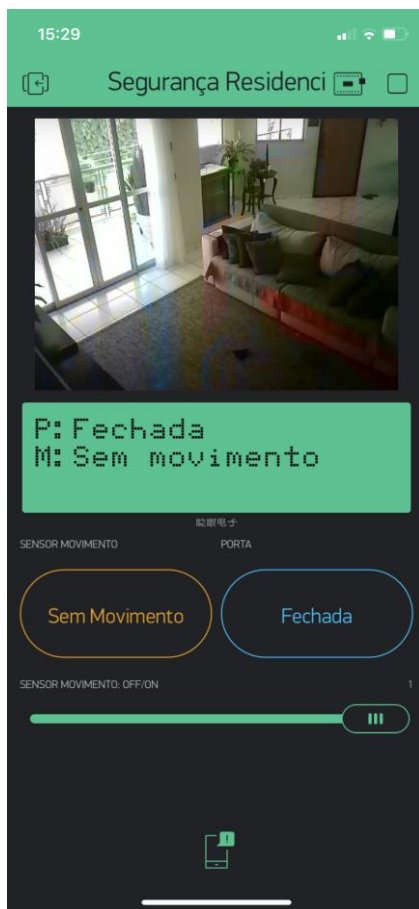 15:29
Segurança Residenci
P: Fechada
M: Sem movimento
SENSOR MOVIMENTO
PORTA
Sem Movimento
Fechada
SENSOR MOVIMENTO: OFF/ON
1